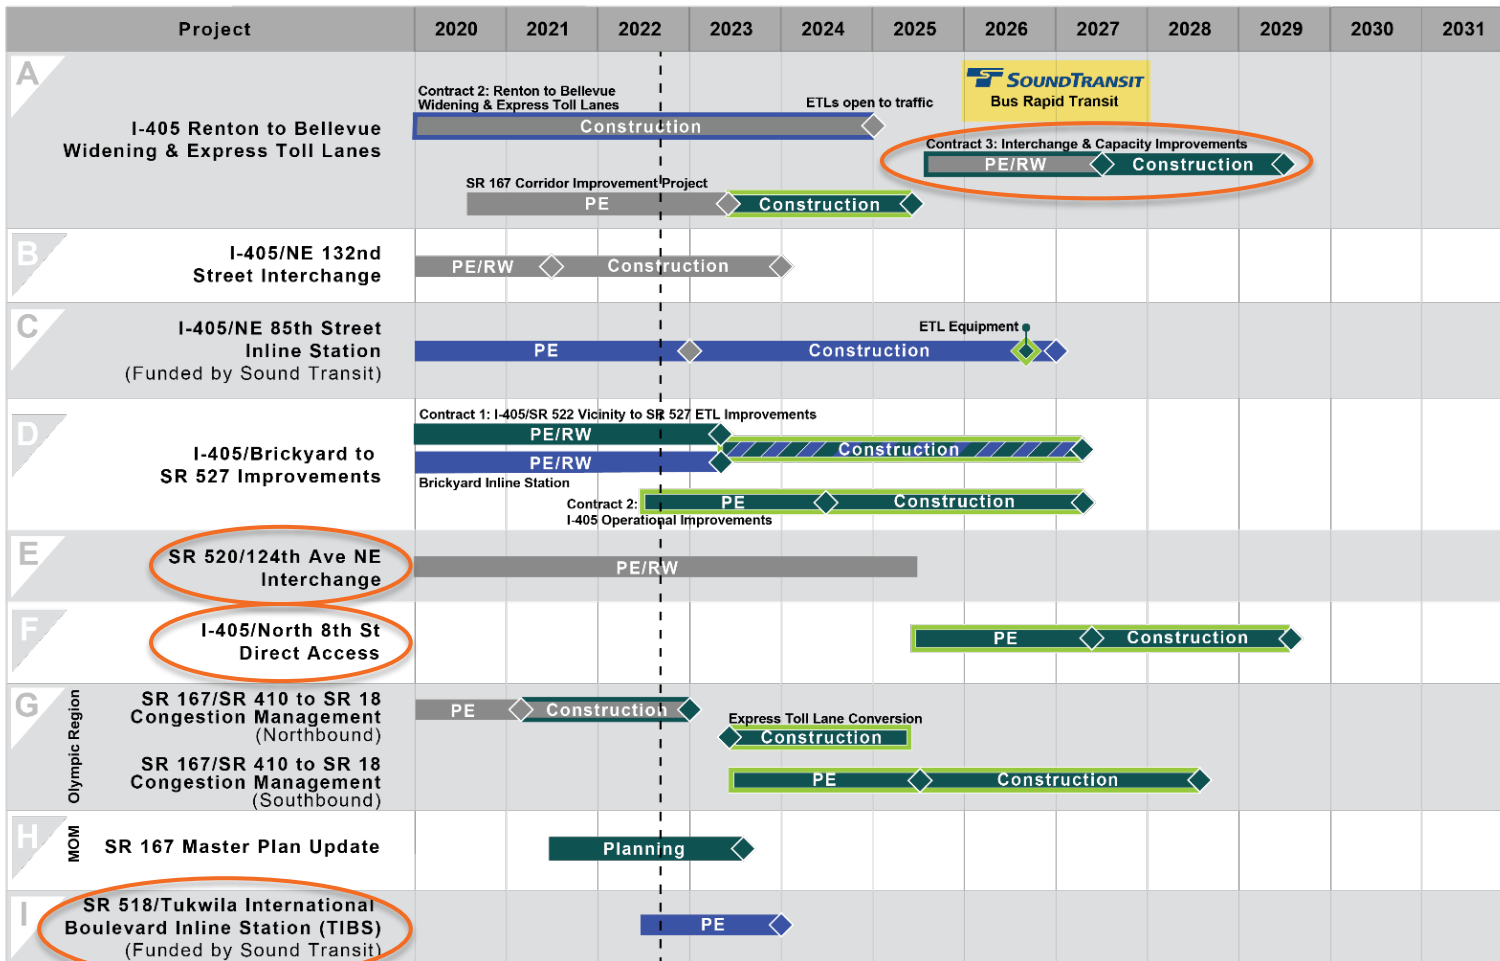 Project 2020 2021 2022 2023 2024 2025 2026 2027 2028 2029 2030 2031
A
I-405 Renton to Bellevue
Widening & Express Toll Lanes
Contract 2: Renton to Bellevue
Widening & Express Toll Lanes
ETLs open to traffic
Construction
SOUNDTRANSIT
Bus Rapid Transit
Contract 3: Interchange & Capacity Improvements
PE/RW Construction
SR 167 Corridor Improvement Project
PE Construction
B
I-405/NE 132nd
Street Interchange
PE/RW Construction
C
I-405/NE 85th Street
Inline Station
(Funded by Sound Transit)
ETL Equipment
PE Construction
D
I-405/Brickyard to
SR 527 Improvements
Contract 1: I-405/SR 522 Vicinity to SR 527 ETL Improvements
PE/RW
Construction
PE/RW
Brickyard Inline Station
Contract 2:
I-405 Operational Improvements
PE Construction
E
SR 520/124th Ave NE
Interchange
PE/RW
F
I-405/North 8th St
Direct Access
PE Construction
G
Olympic Region
SR 167/SR 410 to SR 18
Congestion Management
(Northbound)
PE Construction
Express Toll Lane Conversion
Construction
SR 167/SR 410 to SR 18
Congestion Management
(Southbound)
PE Construction
H
MOM
SR 167 Master Plan Update
Planning
I
SR 518/Tukwila International
Boulevard Inline Station (TIBS)
(Funded by Sound Transit)
PE